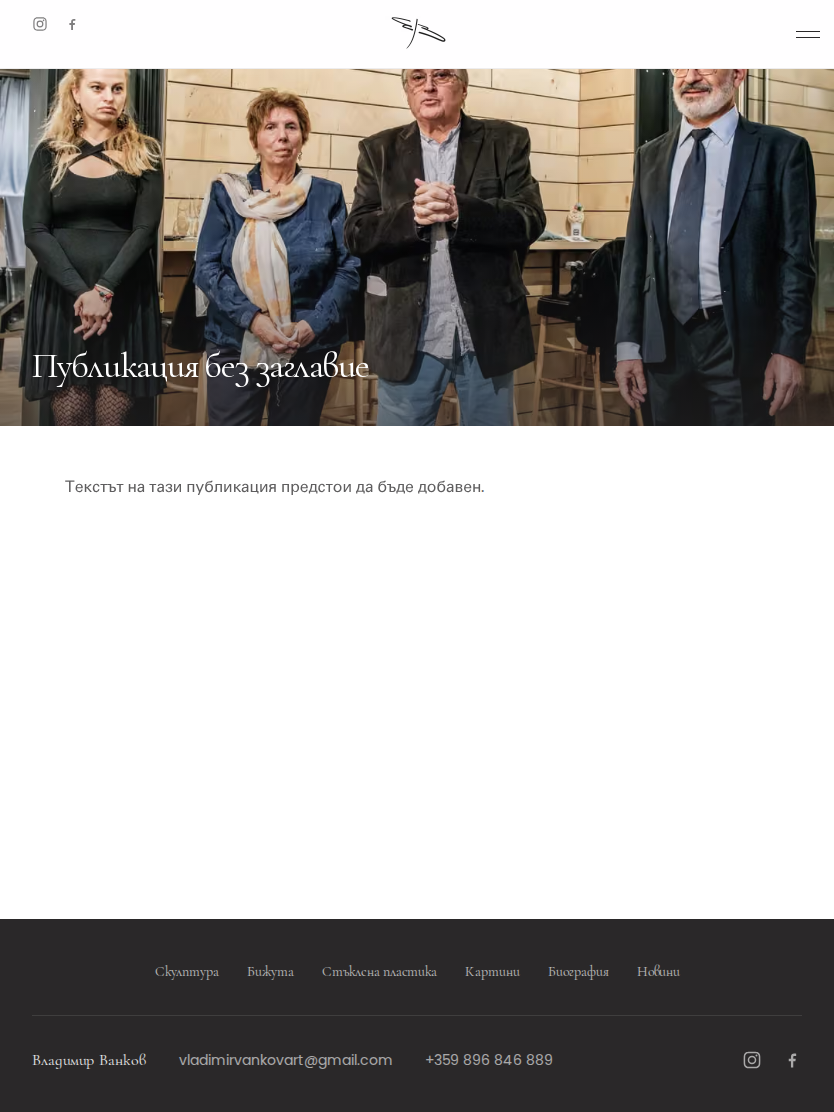 Публикация без заглавие
Текстът на тази публикация предстои да бъде добавен.
Скулптура Бижута Стъклена пластика Картини Биография Новини
Владимир Ванков vladimirvankovart@gmail.com +359 896 846 889